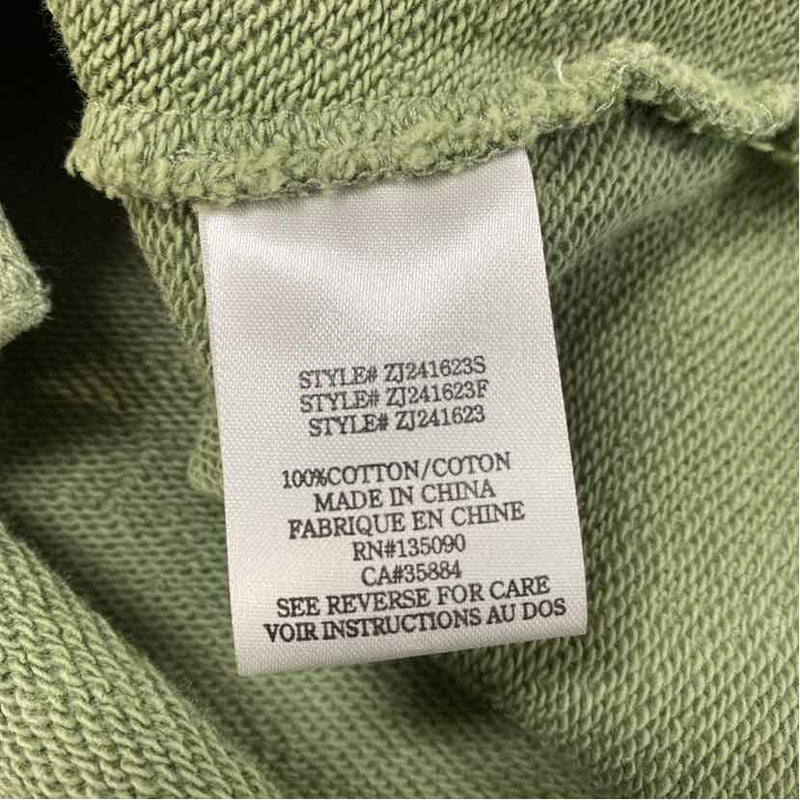 STYLE# ZJ241623S
STYLE# ZJ241623F
STYLE# ZJ241623
100%COTTON/COTON
MADE IN CHINA
FABRIQUE EN CHINE
RN#135090
CA#35884
SEE REVERSE FOR CARE
VOIR INSTRUCTIONS AU DOS